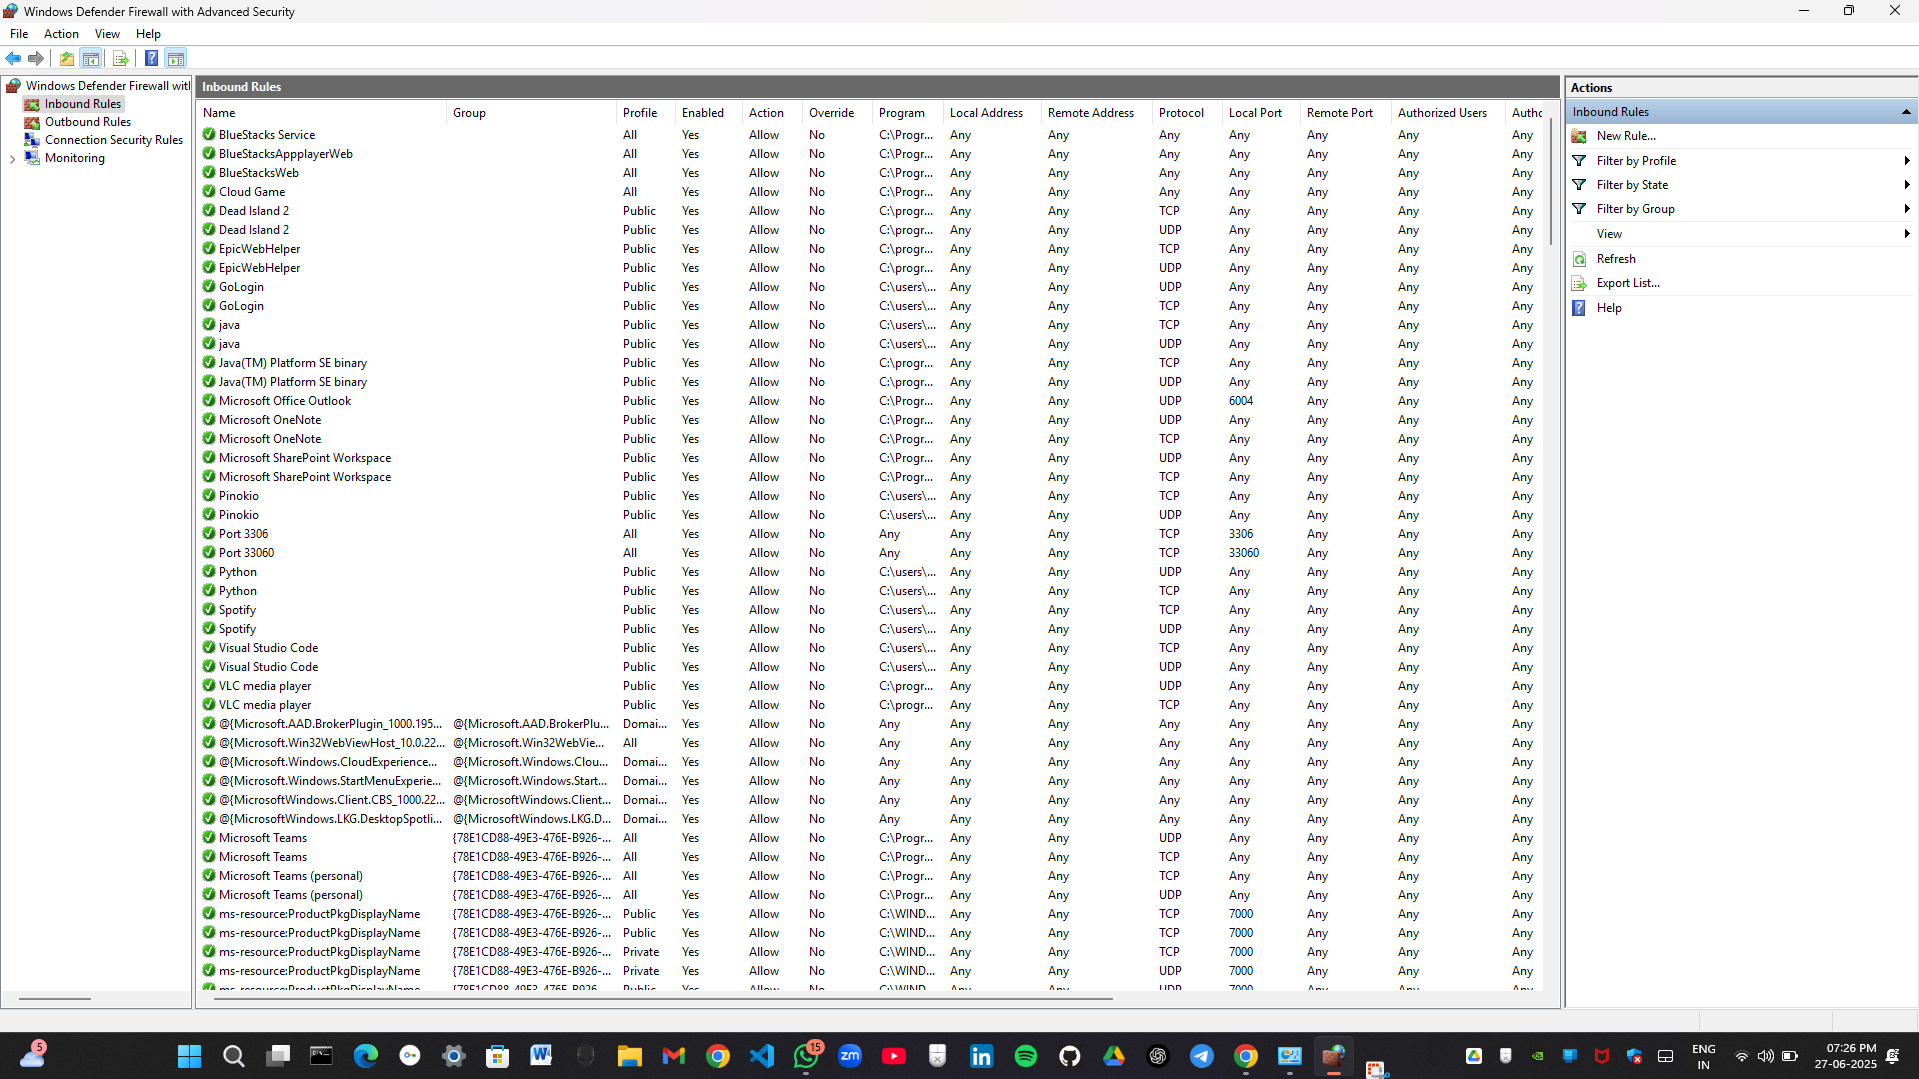 Windows Defender Firewall with Advanced Security
File Action View Help
Windows Defender Firewall witl
Inbound Rules
Outbound Rules
Connection Security Rules
Monitoring
Inbound Rules
Name Group Profile Enabled Action Override Program Local Address Remote Address Protocol Local Port Remote Port Authorized Users Autho
BlueStacks Service All Yes Allow No C:\Progr... Any Any Any Any Any Any Any
BlueStacksAppplayerWeb All Yes Allow No C:\Progr... Any Any Any Any Any Any Any
BlueStacksWeb All Yes Allow No C:\Progr... Any Any Any Any Any Any Any
Cloud Game All Yes Allow No C:\Progr... Any Any Any Any Any Any Any
Dead Island 2 Public Yes Allow No C:\progr... Any Any TCP Any Any Any Any
Dead Island 2 Public Yes Allow No C:\progr... Any Any UDP Any Any Any Any
EpicWebHelper Public Yes Allow No C:\progr... Any Any TCP Any Any Any Any
EpicWebHelper Public Yes Allow No C:\progr... Any Any UDP Any Any Any Any
GoLogin Public Yes Allow No C:\users\... Any Any UDP Any Any Any Any
GoLogin Public Yes Allow No C:\users\... Any Any TCP Any Any Any Any
java Public Yes Allow No C:\users\... Any Any TCP Any Any Any Any
java Public Yes Allow No C:\users\... Any Any UDP Any Any Any Any
Java(TM) Platform SE binary Public Yes Allow No C:\progr... Any Any TCP Any Any Any Any
Java(TM) Platform SE binary Public Yes Allow No C:\progr... Any Any UDP Any Any Any Any
Microsoft Office Outlook Public Yes Allow No C:\Progr... Any Any UDP 6004 Any Any Any
Microsoft OneNote Public Yes Allow No C:\Progr... Any Any UDP Any Any Any Any
Microsoft OneNote Public Yes Allow No C:\Progr... Any Any TCP Any Any Any Any
Microsoft SharePoint Workspace Public Yes Allow No C:\Progr... Any Any UDP Any Any Any Any
Microsoft SharePoint Workspace Public Yes Allow No C:\Progr... Any Any TCP Any Any Any Any
Pinokio Public Yes Allow No C:\users\... Any Any TCP Any Any Any Any
Pinokio Public Yes Allow No C:\users\... Any Any UDP Any Any Any Any
Port 3306 All Yes Allow No Any Any Any TCP 3306 Any Any Any
Port 33060 All Yes Allow No Any Any Any TCP 33060 Any Any Any
Python Public Yes Allow No C:\users\... Any Any UDP Any Any Any Any
Python Public Yes Allow No C:\users\... Any Any TCP Any Any Any Any
Spotify Public Yes Allow No C:\users\... Any Any TCP Any Any Any Any
Spotify Public Yes Allow No C:\users\... Any Any UDP Any Any Any Any
Visual Studio Code Public Yes Allow No C:\users\... Any Any TCP Any Any Any Any
Visual Studio Code Public Yes Allow No C:\users\... Any Any UDP Any Any Any Any
VLC media player Public Yes Allow No C:\progr... Any Any UDP Any Any Any Any
VLC media player Public Yes Allow No C:\progr... Any Any TCP Any Any Any Any
@{Microsoft.AAD.BrokerPlugin_1000.195... @{Microsoft.AAD.BrokerPlu... Domai... Yes Allow No Any Any Any Any Any Any Any Any
@{Microsoft.Win32WebViewHost_10.0.22... @{Microsoft.Win32WebVie... All Yes Allow No Any Any Any Any Any Any Any Any
@{Microsoft.Windows.CloudExperience... @{Microsoft.Windows.Clou... Domai... Yes Allow No Any Any Any Any Any Any Any Any
@{Microsoft.Windows.StartMenuExperie... @{Microsoft.Windows.Start... Domai... Yes Allow No Any Any Any Any Any Any Any Any
@{MicrosoftWindows.Client.CBS_1000.22... @{MicrosoftWindows.Client... Domai... Yes Allow No Any Any Any Any Any Any Any Any
@{MicrosoftWindows.LKG.DesktopSpotli... @{MicrosoftWindows.LKG.D... Domai... Yes Allow No Any Any Any Any Any Any Any Any
Microsoft Teams {78E1CD88-49E3-476E-B926-... All Yes Allow No C:\Progr... Any Any UDP Any Any Any Any
Microsoft Teams {78E1CD88-49E3-476E-B926-... All Yes Allow No C:\Progr... Any Any TCP Any Any Any Any
Microsoft Teams (personal) {78E1CD88-49E3-476E-B926-... All Yes Allow No C:\Progr... Any Any TCP Any Any Any Any
Microsoft Teams (personal) {78E1CD88-49E3-476E-B926-... All Yes Allow No C:\Progr... Any Any UDP Any Any Any Any
ms-resource:ProductPkgDisplayName {78E1CD88-49E3-476E-B926-... Public Yes Allow No C:\WIND... Any Any TCP 7000 Any Any Any
ms-resource:ProductPkgDisplayName {78E1CD88-49E3-476E-B926-... Public Yes Allow No C:\WIND... Any Any TCP 7000 Any Any Any
ms-resource:ProductPkgDisplayName {78E1CD88-49E3-476E-B926-... Private Yes Allow No C:\WIND... Any Any TCP 7000 Any Any Any
ms-resource:ProductPkgDisplayName {78E1CD88-49E3-476E-B926-... Private Yes Allow No C:\WIND... Any Any UDP 7000 Any Any Any
Actions
Inbound Rules
New Rule...
Filter by Profile
Filter by State
Filter by Group
View
Refresh
Export List...
Help
5
15
zm
ENG
IN
07:26 PM
27-06-2025